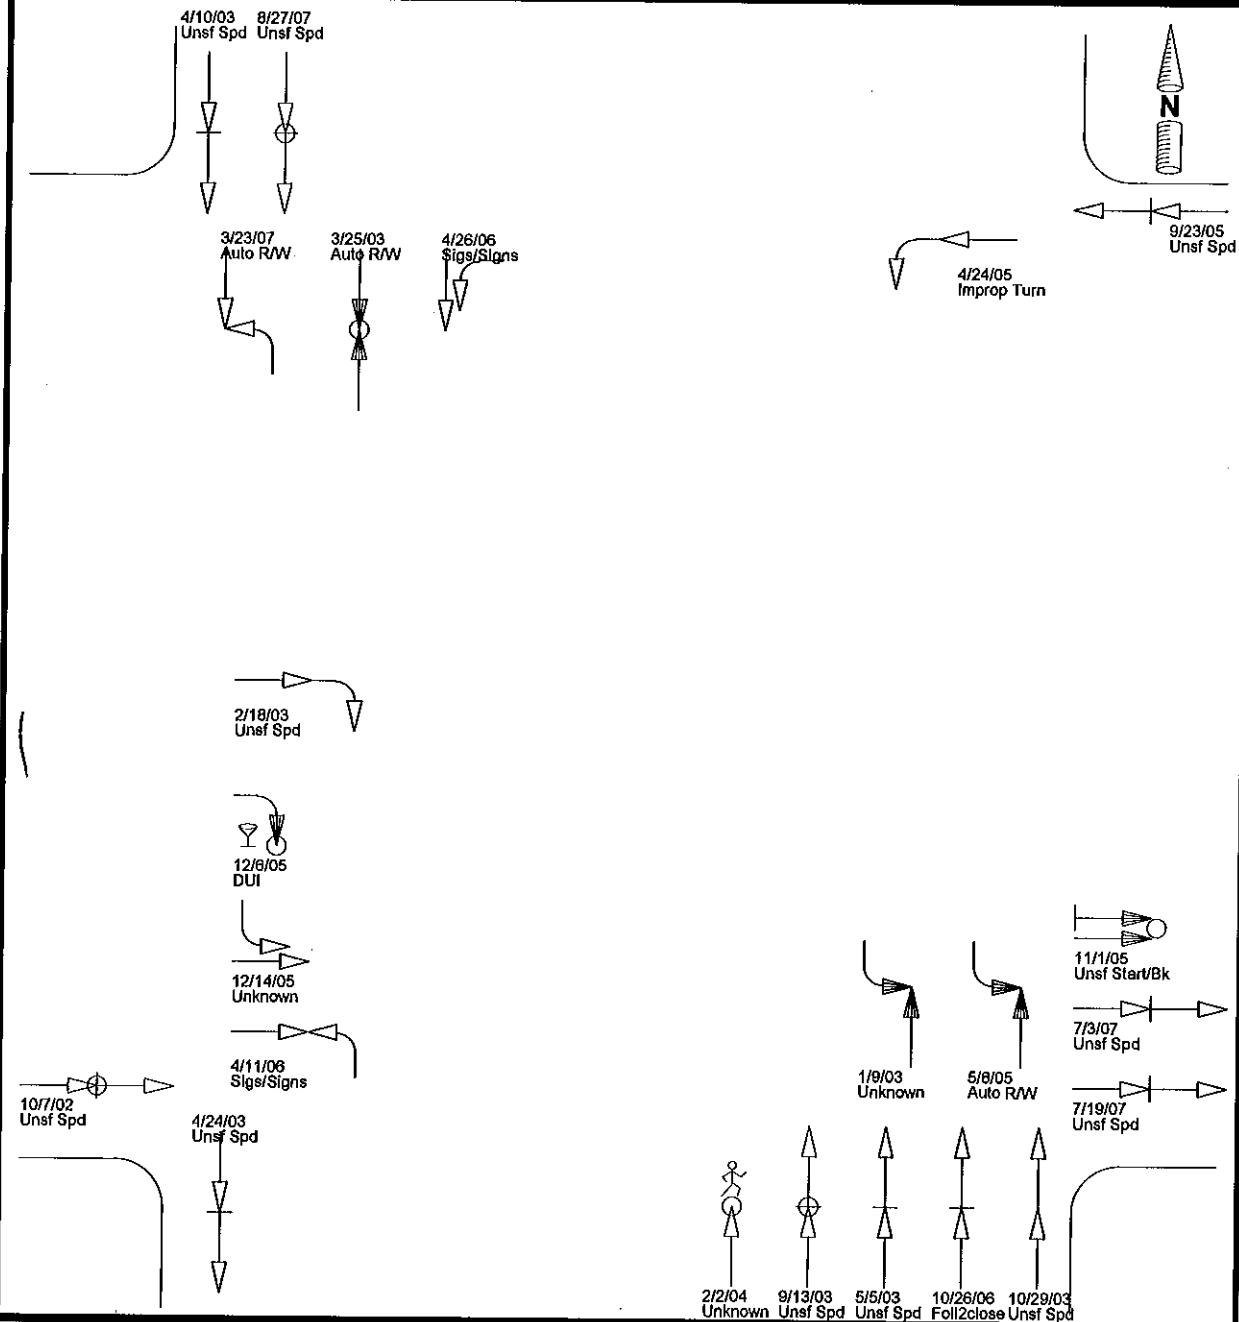 4/10/03
Unsf Spd
8/27/07
Unsf Spd
N
3/23/07
Auto R/W
3/25/03
Auto R/W
4/26/06
Sigs/Signs
9/23/05
Unsf Spd
4/24/05
Improp Turn
2/18/03
Unsf Spd
12/6/05
DUI
12/14/05
Unknown
4/11/06
Sigs/Signs
10/7/02
Unsf Spd
4/24/03
Unsf Spd
11/1/05
Unsf Start/Bk
7/3/07
Unsf Spd
1/9/03
Unknown
5/6/05
Auto R/W
7/19/07
Unsf Spd
2/2/04
Unknown
9/13/03
Unsf Spd
5/5/03
Unsf Spd
10/26/06
Foll2close
10/29/03
Unsf Spd